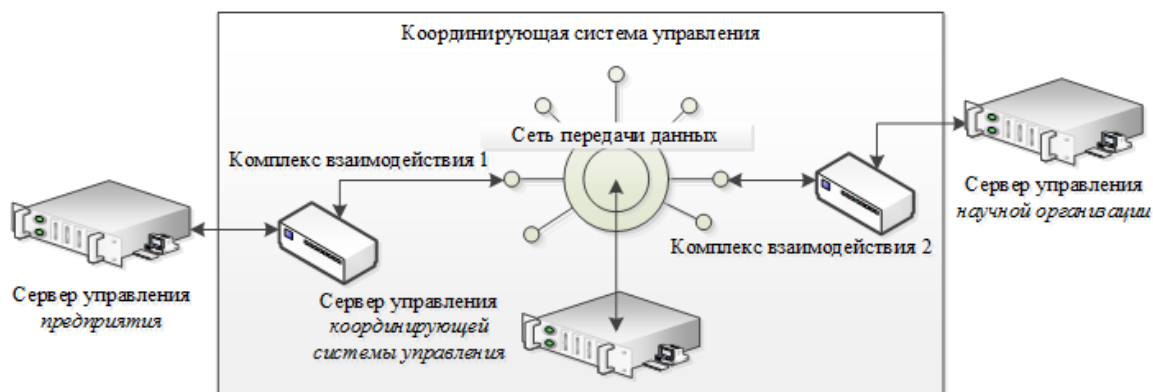 Координирующая система управления
Сеть передачи данных
Комплекс взаимодействия 1
Сервер управления
научной организации
Комплекс взаимодействия 2
Сервер управления
предприятия
Сервер управления
координирующей
системы управления